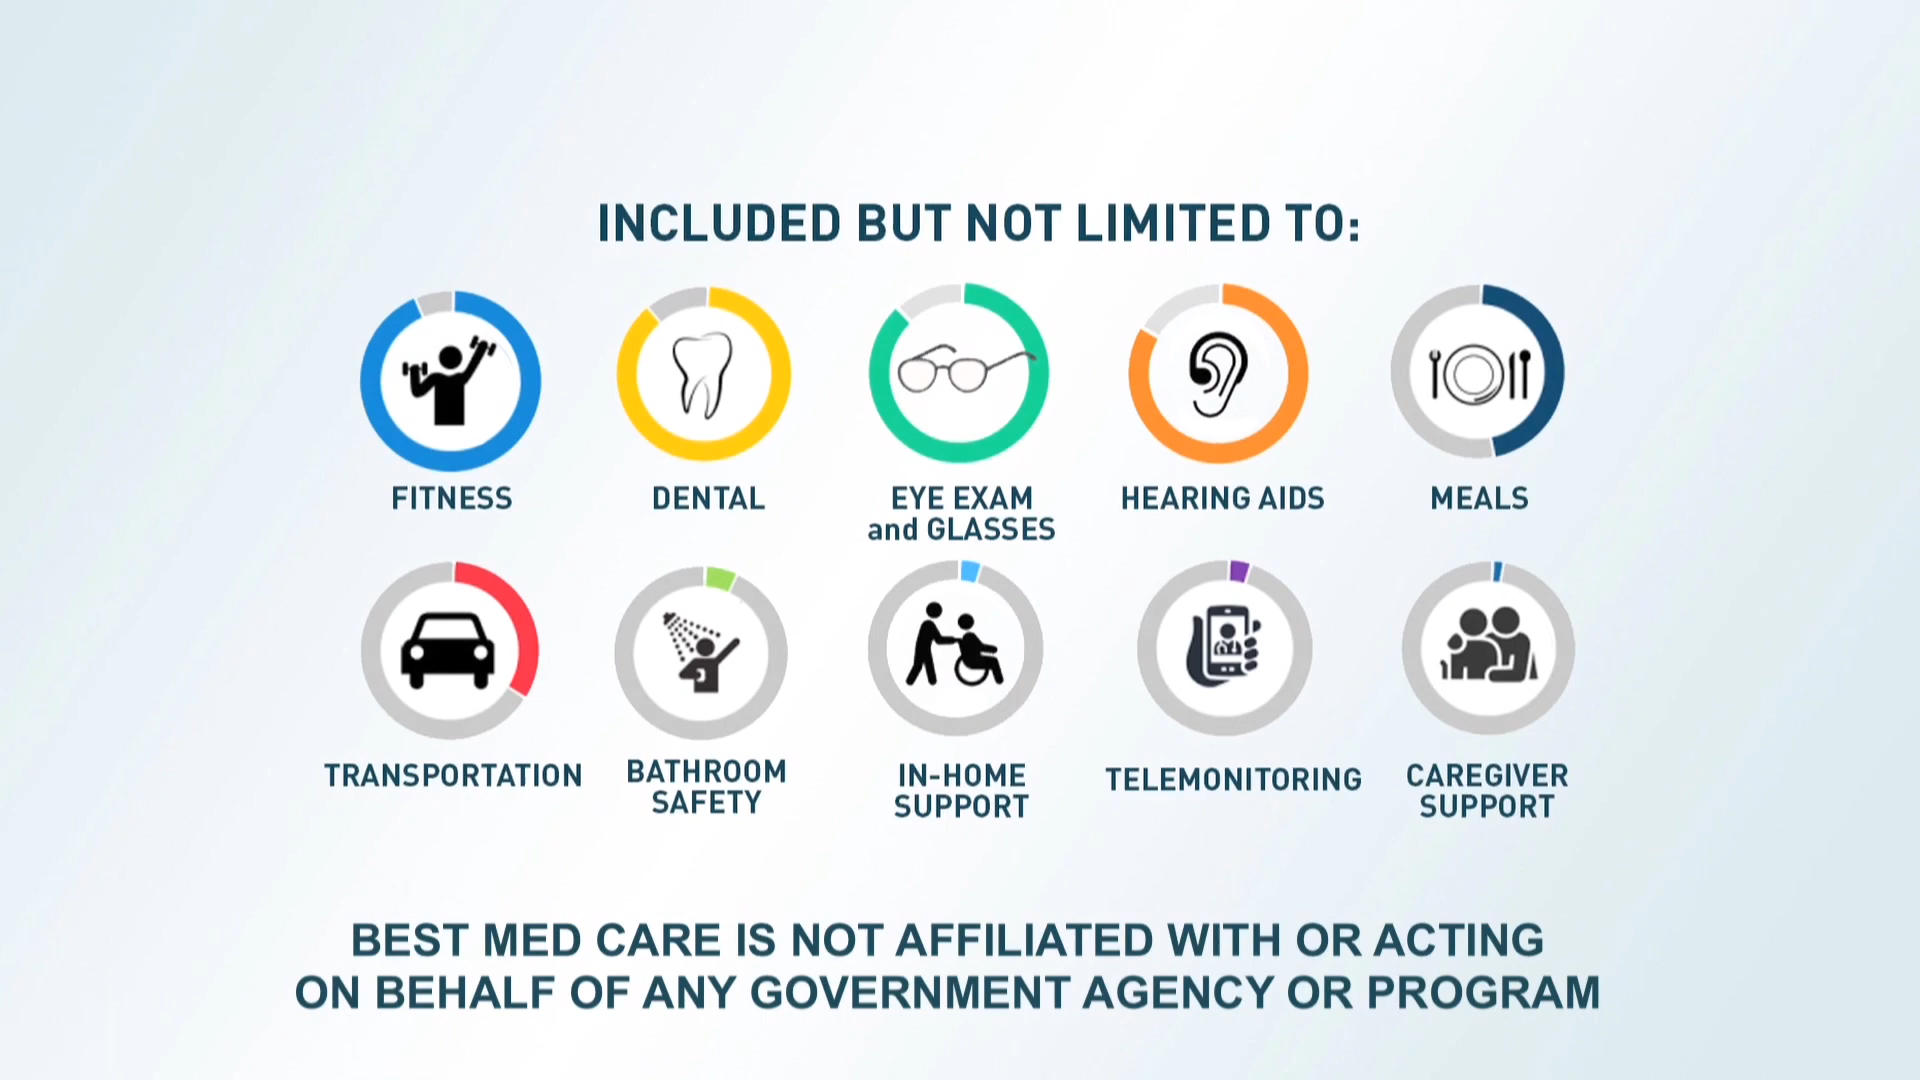 INCLUDED BUT NOT LIMITED TO:
FITNESS
DENTAL
EYE EXAM
and GLASSES
HEARING AIDS
MEALS
TRANSPORTATION
BATHROOM
SAFETY
IN-HOME
SUPPORT
TELEMONITORING
CAREGIVER
SUPPORT
BEST MED CARE IS NOT AFFILIATED WITH OR ACTING
ON BEHALF OF ANY GOVERNMENT AGENCY OR PROGRAM